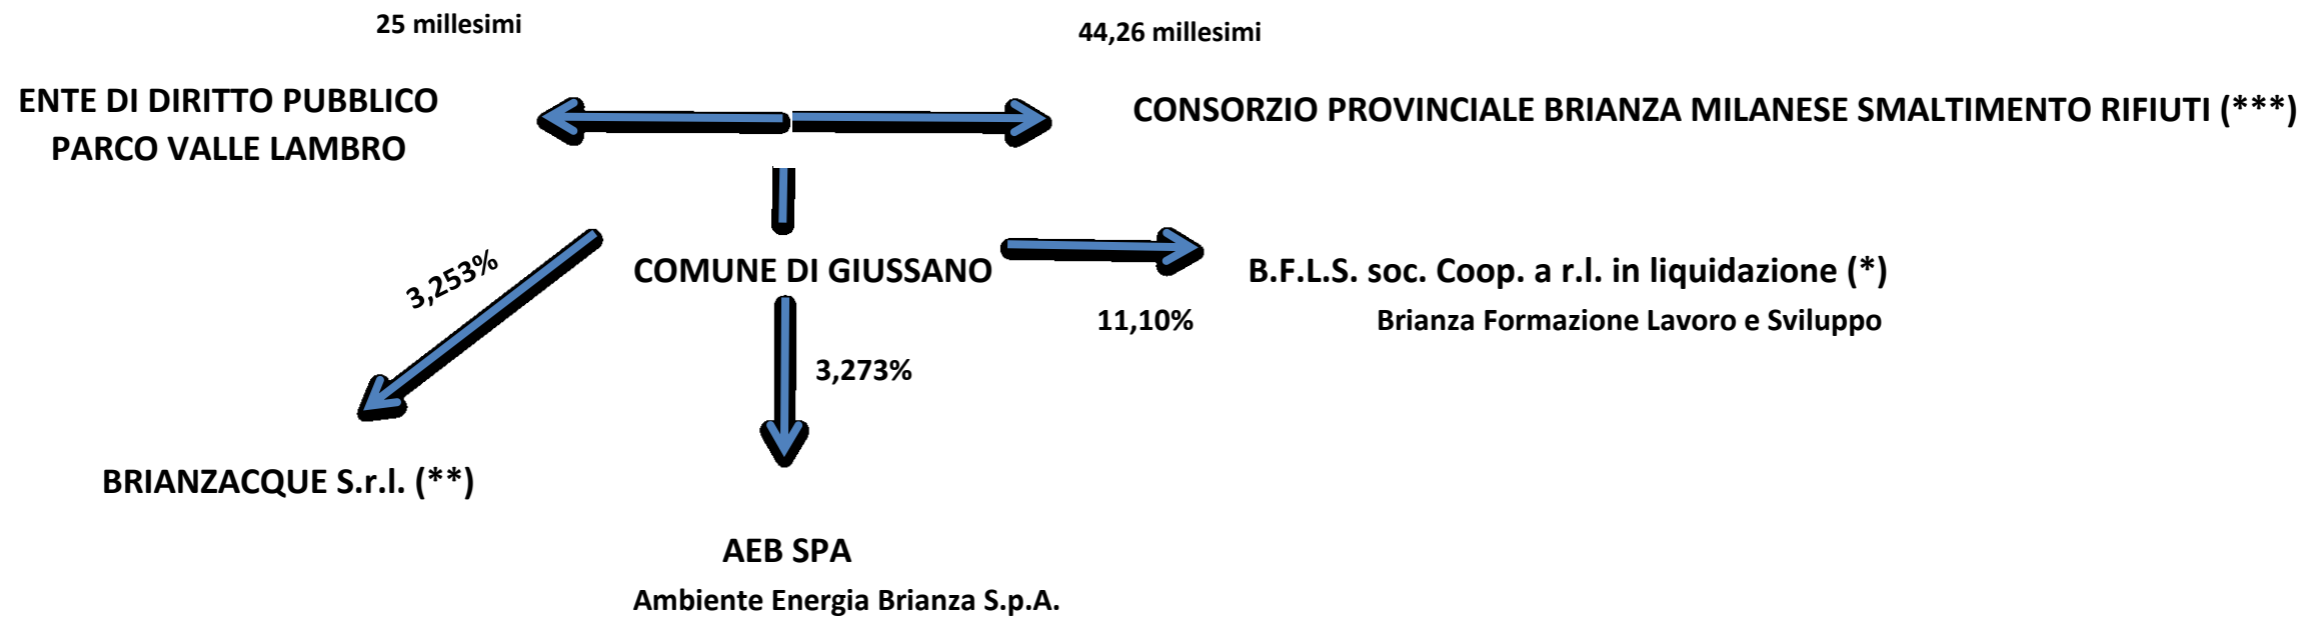 25 millesimi
44,26 millesimi
ENTE DI DIRITTO PUBBLICO
PARCO VALLE LAMBRO
CONSORZIO PROVINCIALE BRIANZA MILANESE SMALTIMENTO RIFIUTI (***)
3,253%
COMUNE DI GIUSSANO
B.F.L.S. soc. Coop. a r.l. in liquidazione (*)
11,10%
Brianza Formazione Lavoro e Sviluppo
3,273%
BRIANZACQUE S.r.l. (**)
AEB SPA
Ambiente Energia Brianza S.p.A.